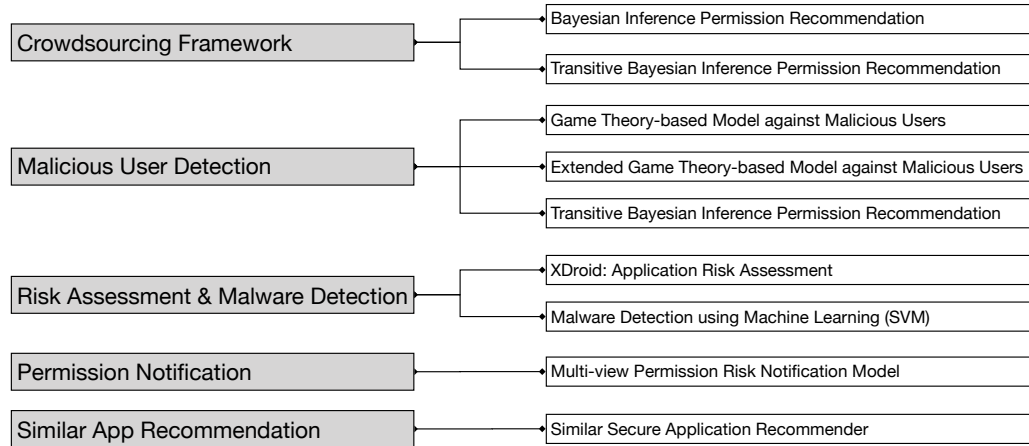 Crowdsourcing Framework
Bayesian Inference Permission Recommendation
Transitive Bayesian Inference Permission Recommendation
Malicious User Detection
Game Theory-based Model against Malicious Users
Extended Game Theory-based Model against Malicious Users
Transitive Bayesian Inference Permission Recommendation
Risk Assessment & Malware Detection
XDroid: Application Risk Assessment
Malware Detection using Machine Learning (SVM)
Permission Notification
Multi-view Permission Risk Notification Model
Similar App Recommendation
Similar Secure Application Recommender